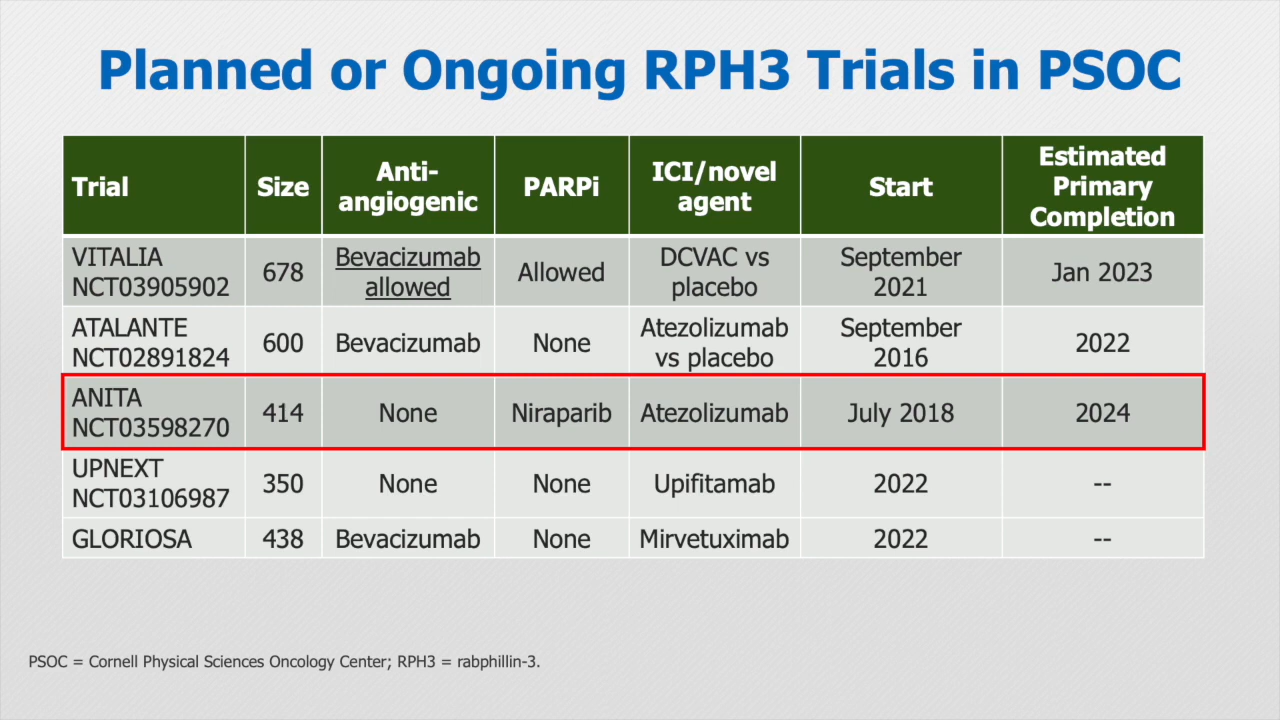 Planned or Ongoing RPH3 Trials in PSOC
Trial Size Anti-angiogenic PARPi ICI/novel agent Start Estimated Primary Completion
VITALIA NCT03905902 678 Bevacizumab allowed Allowed DCVAC vs placebo September 2021 Jan 2023
ATALANTE NCT02891824 600 Bevacizumab None Atezolizumab vs placebo September 2016 2022
ANITA NCT03598270 414 None Niraparib Atezolizumab July 2018 2024
UPNEXT NCT03106987 350 None None Upifitamab 2022 --
GLORIOSA 438 Bevacizumab None Mirvetuximab 2022 --
PSOC = Cornell Physical Sciences Oncology Center; RPH3 = rabphillin-3.